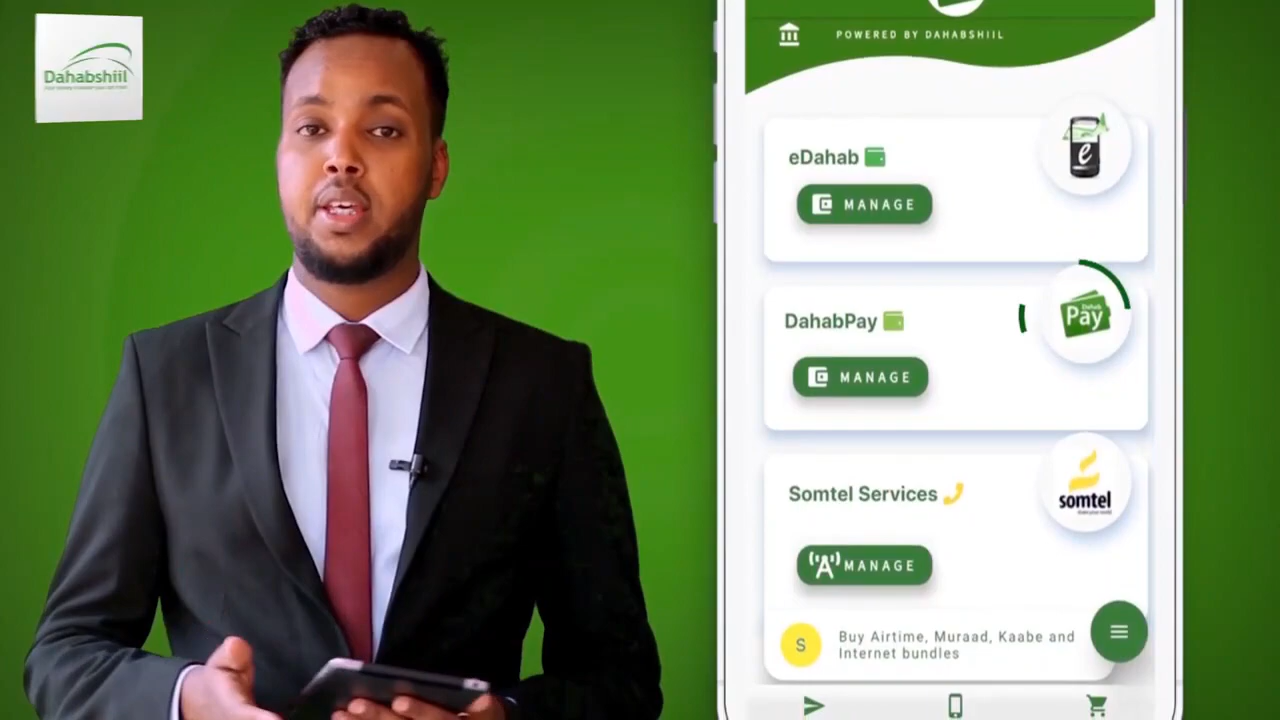 Dahabshiil
POWERED BY DAHABSHIIL
eDahab
e
MANAGE
DahabPay
Dahab
Pay
MANAGE
Somtel Services
somtel
MANAGE
S
Buy Airtime, Muraad, Kaabe and
Internet bundles